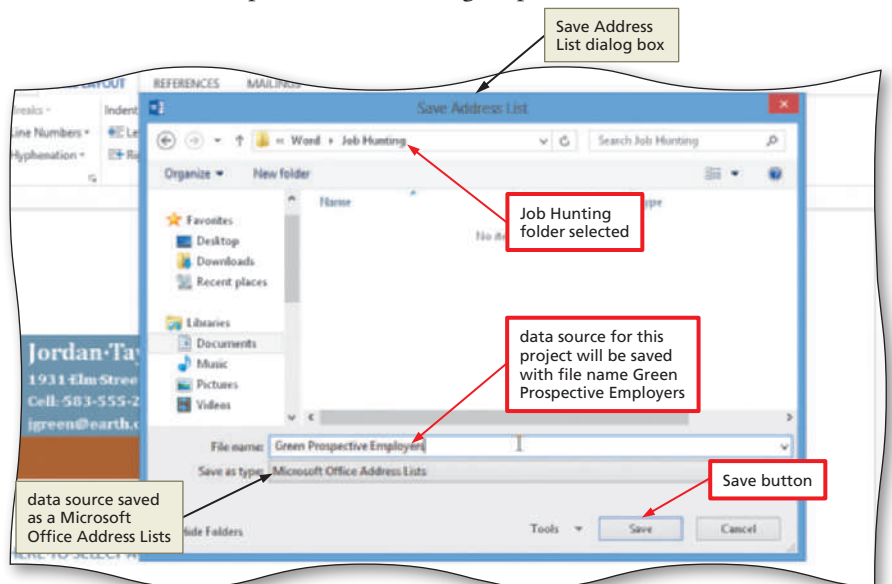 Save Address
List dialog box
REFERENCES
Indent
Save Address List
Line Numbers
Hyphenation
Word Job Hunting
Search Job Hunting
Organize
New folder
Name
Favorites
Desktop
Downloads
Recent places
Job Hunting
folder selected
Libraries
Documents
Music
Pictures
Videos
data source for this
project will be saved
with file name Green
Prospective Employers
Jordan·Tay
1931·Elm·Stree
Cell:·583-555-2
jgreen@earth.c
File name: Green Prospective Employers
Save as type: Microsoft Office Address Lists
Save button
data source saved
as a Microsoft
Office Address Lists
Hide Folders
Tools
Save
Cancel